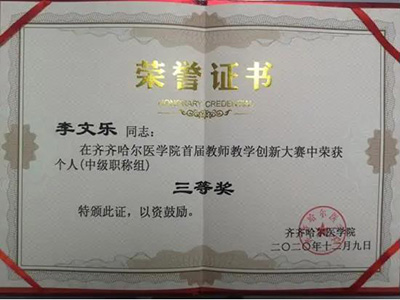 荣誉证书
HONORARY CREDENTIAL
李文乐 同志：
在齐齐哈尔医学院首届教师教学创新大赛中荣获
个人(中级职称组)
三等奖
特颁此证，以资鼓励。
齐齐哈尔医学院
二〇二〇年十二月九日